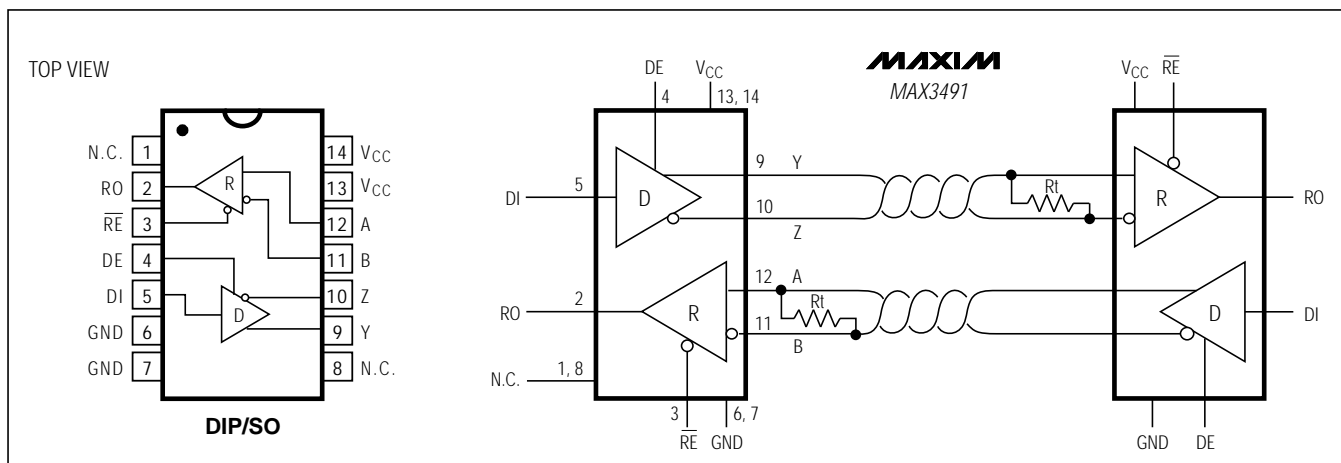 TOP VIEW
N.C. 1
RO 2
RE 3
DE 4
DI 5
GND 6
GND 7
14 VCC
13 VCC
12 A
11 B
10 Z
9 Y
8 N.C.
R
D
DIP/SO
MAXIM
MAX3491
DE
4
VCC
13, 14
DI
5
D
9 Y
10
Z
Rt
12 A
11
B
Rt
RO
2
R
N.C.
1, 8
3
RE
6, 7
GND
VCC
RE
R
RO
D
DI
GND
DE